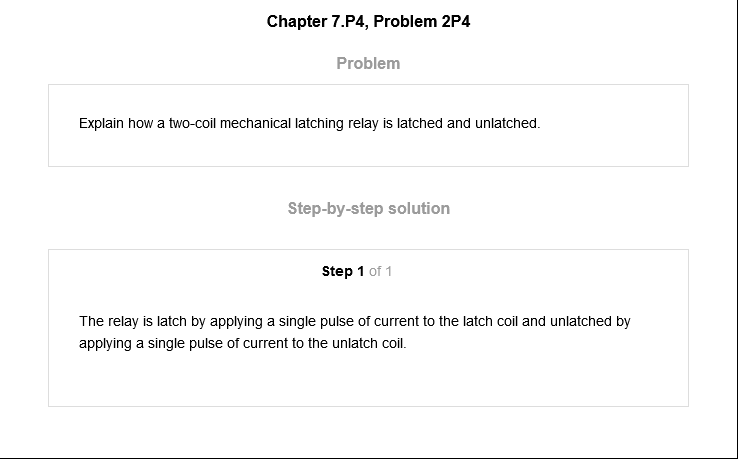 Chapter 7.P4, Problem 2P4
Problem
Explain how a two-coil mechanical latching relay is latched and unlatched.
Step-by-step solution
Step 1 of 1
The relay is latch by applying a single pulse of current to the latch coil and unlatched by
applying a single pulse of current to the unlatch coil.